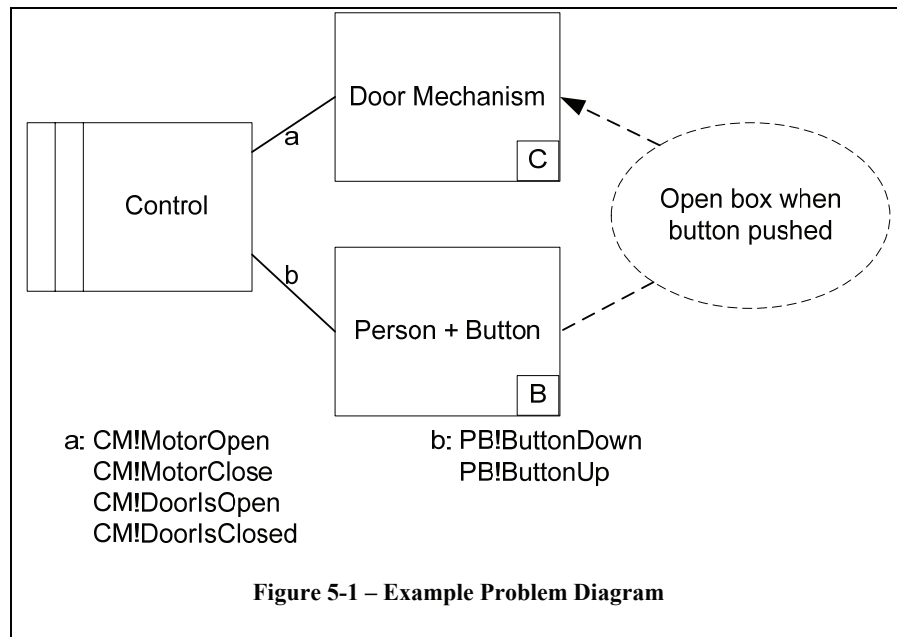 Door Mechanism
C
a
Control
Open box when
button pushed
b
Person + Button
B
a: CM!MotorOpen
CM!MotorClose
CM!DoorIsOpen
CM!DoorIsClosed
b: PB!ButtonDown
PB!ButtonUp
Figure 5-1 – Example Problem Diagram